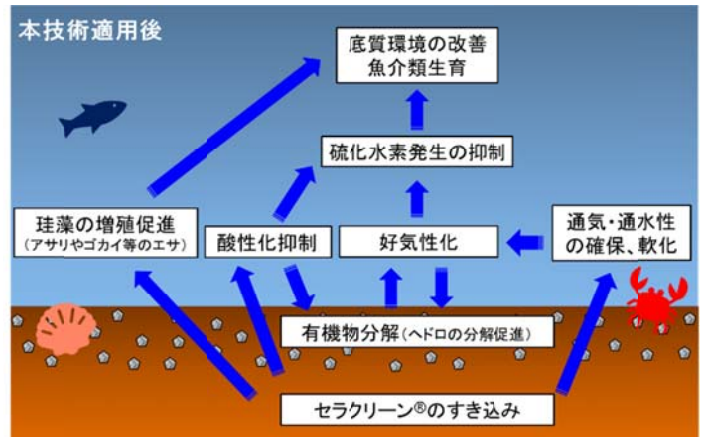 本技術適用後
底質環境の改善
魚介類生育
硫化水素発生の抑制
珪藻の増殖促進
(アサリやゴカイ等のエサ)
酸性化抑制
好気性化
通気・通水性
の確保、軟化
有機物分解(ヘドロの分解促進)
セラクリーン®のすき込み